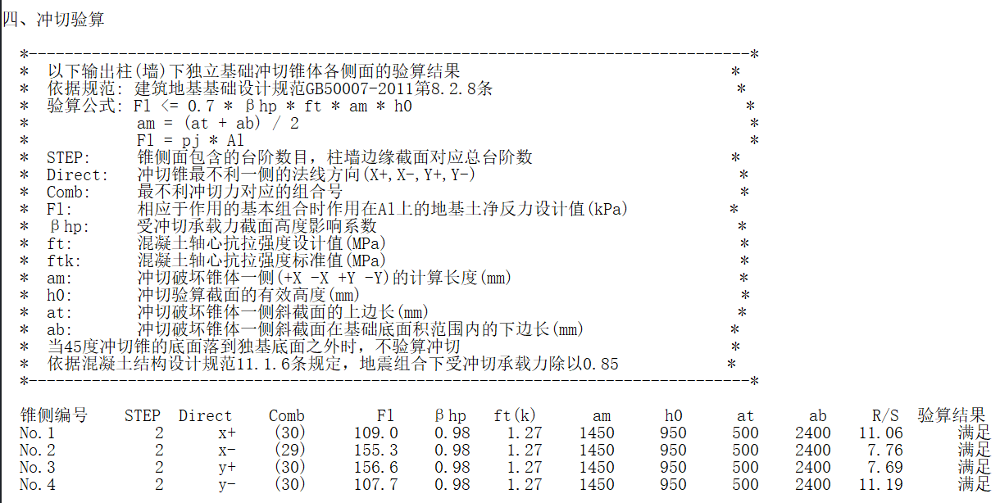 四、冲切验算
*------------------------------------------------------------------------*
* 以下输出柱(墙)下独立基础冲切锥体各侧面的验算结果 *
* 依据规范: 建筑地基基础设计规范GB50007-2011第8.2.8条 *
* 验算公式: Fl <= 0.7 * βhp * ft * am * h0 *
* am = (at + ab) / 2 *
* Fl = pj * Al *
* STEP: 锥侧面包含的台阶数目，柱墙边缘截面对应总台阶数 *
* Direct: 冲切锥最不利一侧的法线方向(X+,X-,Y+,Y-) *
* Comb: 最不利冲切力对应的组合号 *
* Fl: 相应于作用的基本组合时作用在Al上的地基土净反力设计值(kPa) *
* βhp: 受冲切承载力截面高度影响系数 *
* ft: 混凝土轴心抗拉强度设计值(MPa) *
* ftk: 混凝土轴心抗拉强度标准值(MPa) *
* am: 冲切破坏锥体一侧(+X -X +Y -Y)的计算长度(mm) *
* h0: 冲切验算截面的有效高度(mm) *
* at: 冲切破坏锥体一侧斜截面的上边长(mm) *
* ab: 冲切破坏锥体一侧斜截面在基础底面积范围内的下边长(mm) *
* 当45度冲切锥的底面落到独基底面之外时，不验算冲切 *
* 依据混凝土结构设计规范11.1.6条规定，地震组合下受冲切承载力除以0.85 *
*------------------------------------------------------------------------*
锥侧编号 STEP Direct Comb Fl βhp ft(k) am h0 at ab R/S 验算结果
No.1 2 x+ (30) 109.0 0.98 1.27 1450 950 500 2400 11.06 满足
No.2 2 x- (29) 155.3 0.98 1.27 1450 950 500 2400 7.76 满足
No.3 2 y+ (30) 156.6 0.98 1.27 1450 950 500 2400 7.69 满足
No.4 2 y- (30) 107.7 0.98 1.27 1450 950 500 2400 11.19 满足